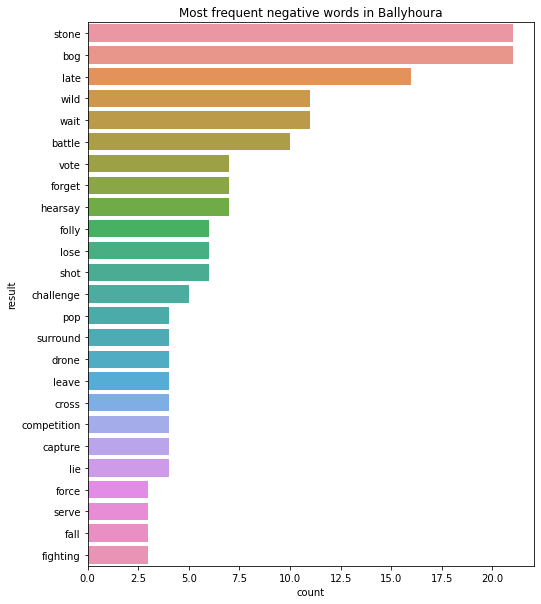 Most frequent negative words in Ballyhoura
stone
bog
late
wild
wait
battle
vote
forget
hearsay
folly
lose
shot
challenge
pop
surround
drone
leave
cross
competition
capture
lie
force
serve
fall
fighting
result
0.0 2.5 5.0 7.5 10.0 12.5 15.0 17.5 20.0
count